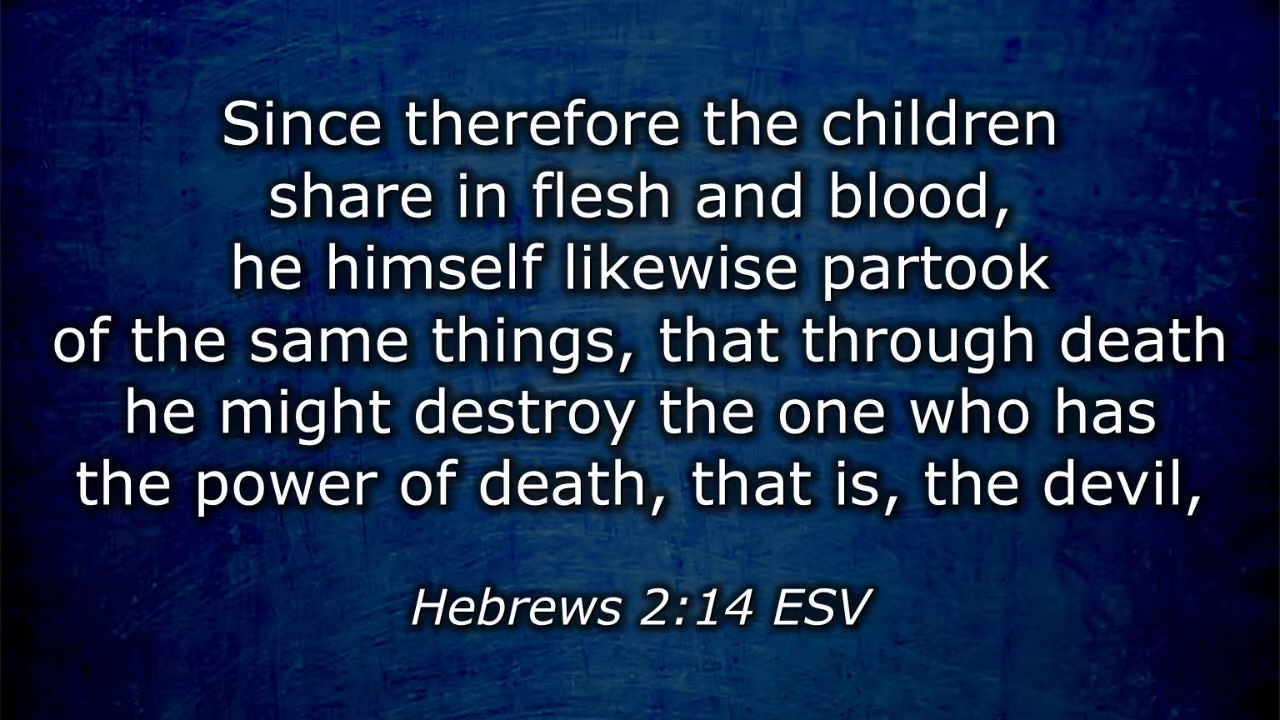 Since therefore the children
share in flesh and blood,
he himself likewise partook
of the same things, that through death
he might destroy the one who has
the power of death, that is, the devil,
Hebrews 2:14 ESV